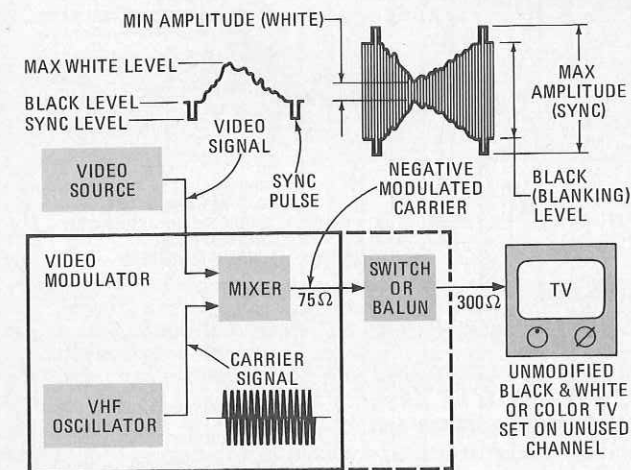 MIN AMPLITUDE (WHITE)
MAX WHITE LEVEL
BLACK LEVEL
SYNC LEVEL
VIDEO
SIGNAL
SYNC
PULSE
MAX
AMPLITUDE
(SYNC)
BLACK
(BLANKING)
LEVEL
NEGATIVE
MODULATED
CARRIER
VIDEO
SOURCE
VIDEO
MODULATOR
MIXER
75Ω
SWITCH
OR
BALUN
300Ω
TV
CARRIER
SIGNAL
VHF
OSCILLATOR
UNMODIFIED
BLACK & WHITE
OR COLOR TV
SET ON UNUSED
CHANNEL